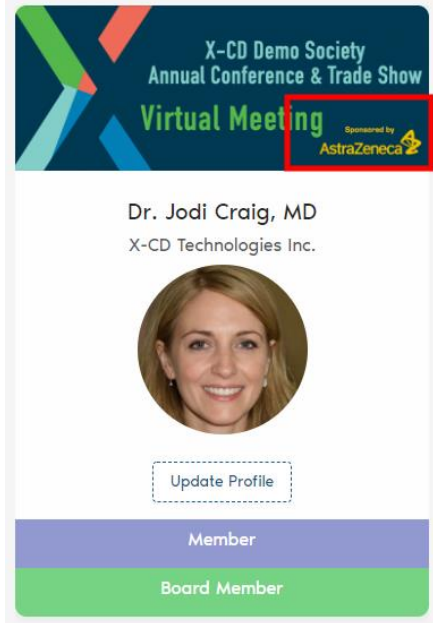 X-CD Demo Society
Annual Conference & Trade Show
Virtual Meeting
Sponsored by
AstraZeneca
Dr. Jodi Craig, MD
X-CD Technologies Inc.
Update Profile
Member
Board Member